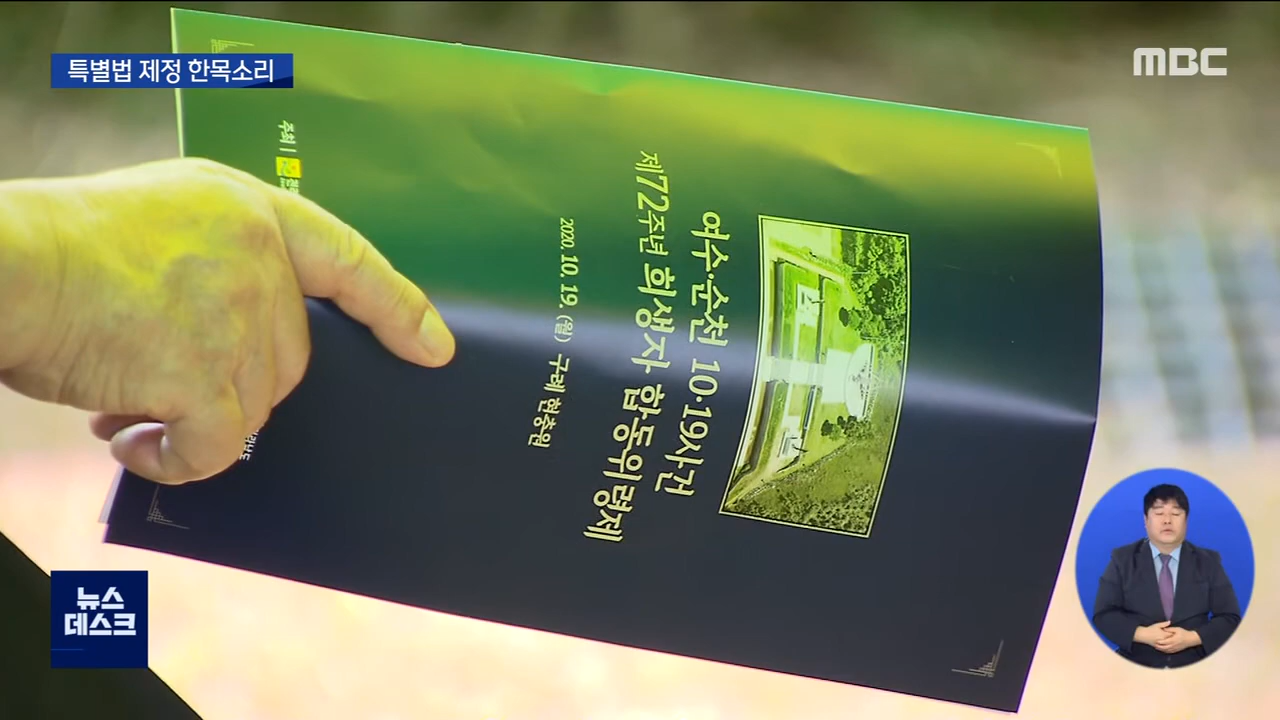 특별법 제정 한목소리
MBC
여수·순천 10·19사건
제72주년 희생자 합동위령제
2020. 10. 19. (월) 구례 현충원
주최 |
뉴스
데스크